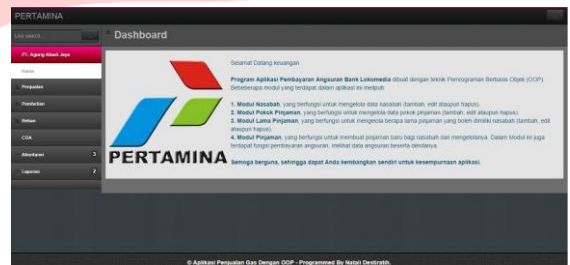 PERTAMINA
Dashboard
PT. Agung Abadi Jaya
Home
Penjualan
Pembelian
Beban
COA
Akuntansi 3
Laporan 2
PERTAMINA
Selamat Datang keuangan
Program Aplikasi Pembayaran Angsuran Bank Lokomedia dibuat dengan teknik Pemrograman Berbasis Objek (OOP)
Bebeberapa modul yang terdapat dalam aplikasi ini meliputi:
1. Modul Nasabah, yang berfungsi untuk mengelola data nasabah (tambah, edit ataupun hapus).
2. Modul Pokok Pinjaman, yang berfungsi untuk mengelola data pokok pinjaman (tambah, edit ataupun hapus).
3. Modul Lama Pinjaman, yang berfungsi untuk mengelola berapa lama pinjaman yang boleh dimiliki nasabah (tambah, edit
ataupun hapus).
4. Modul Pinjaman, yang berfungsi untuk membuat pinjaman baru bagi nasabah dan mengelolanya. Dalam Modul ini juga
terdapat fungsi pembayaran angsuran, melihat data angsuran beserta dendanya.
Semoga berguna, sehingga dapat Anda kembangkan sendiri untuk kesempurnaan aplikasi.
© Aplikasi Penjualan Gas Dengan OOP - Programmed By Natali Destiratih.